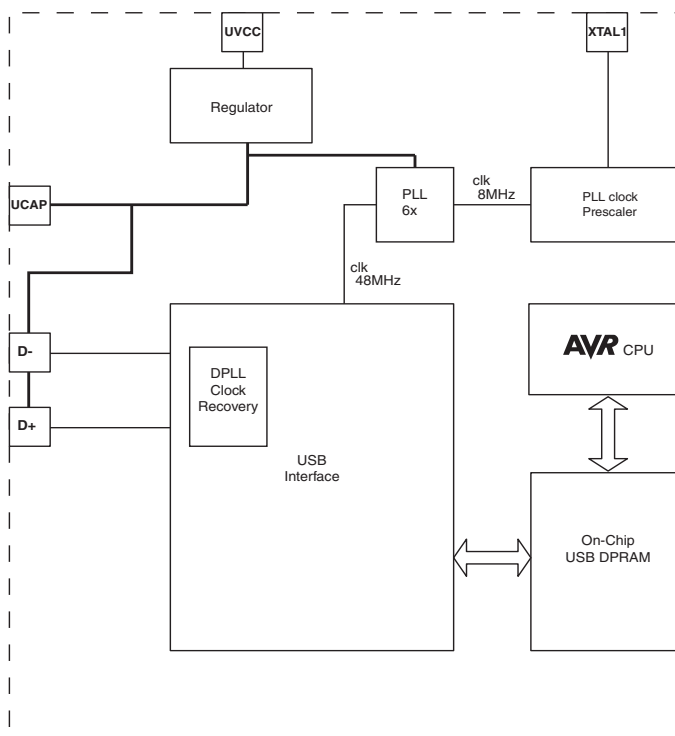 UVCC
XTAL1
Regulator
UCAP
PLL
6x
clk
8MHz
PLL clock
Prescaler
clk
48MHz
D-
D+
DPLL
Clock
Recovery
USB
Interface
AVR CPU
On-Chip
USB DPRAM